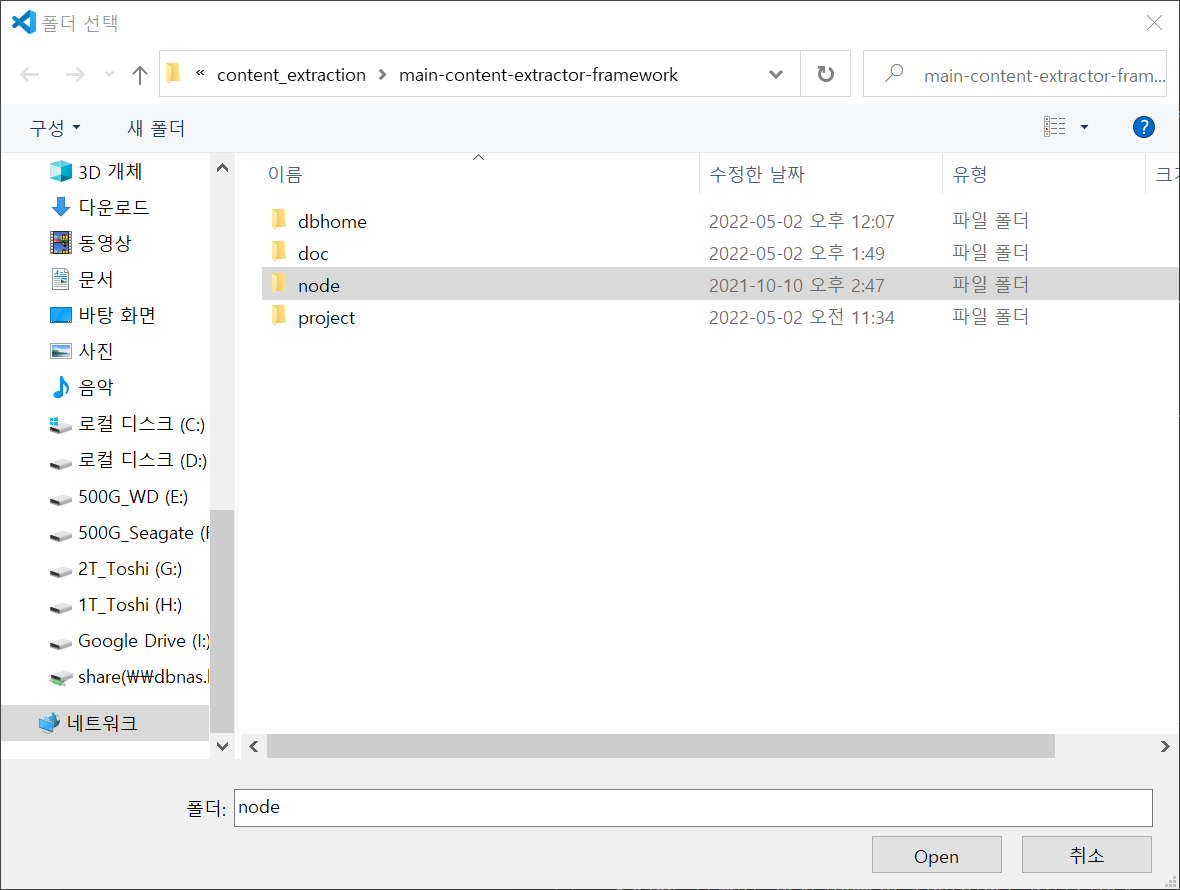 폴더 선택
« content_extraction > main-content-extractor-framework
main-content-extractor-fram...
구성
새 폴더
?
3D 개체
다운로드
동영상
문서
바탕 화면
사진
음악
로컬 디스크 (C:)
로컬 디스크 (D:)
500G_WD (E:)
500G_Seagate (F
2T_Toshi (G:)
1T_Toshi (H:)
Google Drive (I:)
share(₩₩dbnas.l
네트워크
이름 수정한 날짜 유형 크기
dbhome 2022-05-02 오후 12:07 파일 폴더
doc 2022-05-02 오후 1:49 파일 폴더
node 2021-10-10 오후 2:47 파일 폴더
project 2022-05-02 오전 11:34 파일 폴더
폴더: node
Open 취소